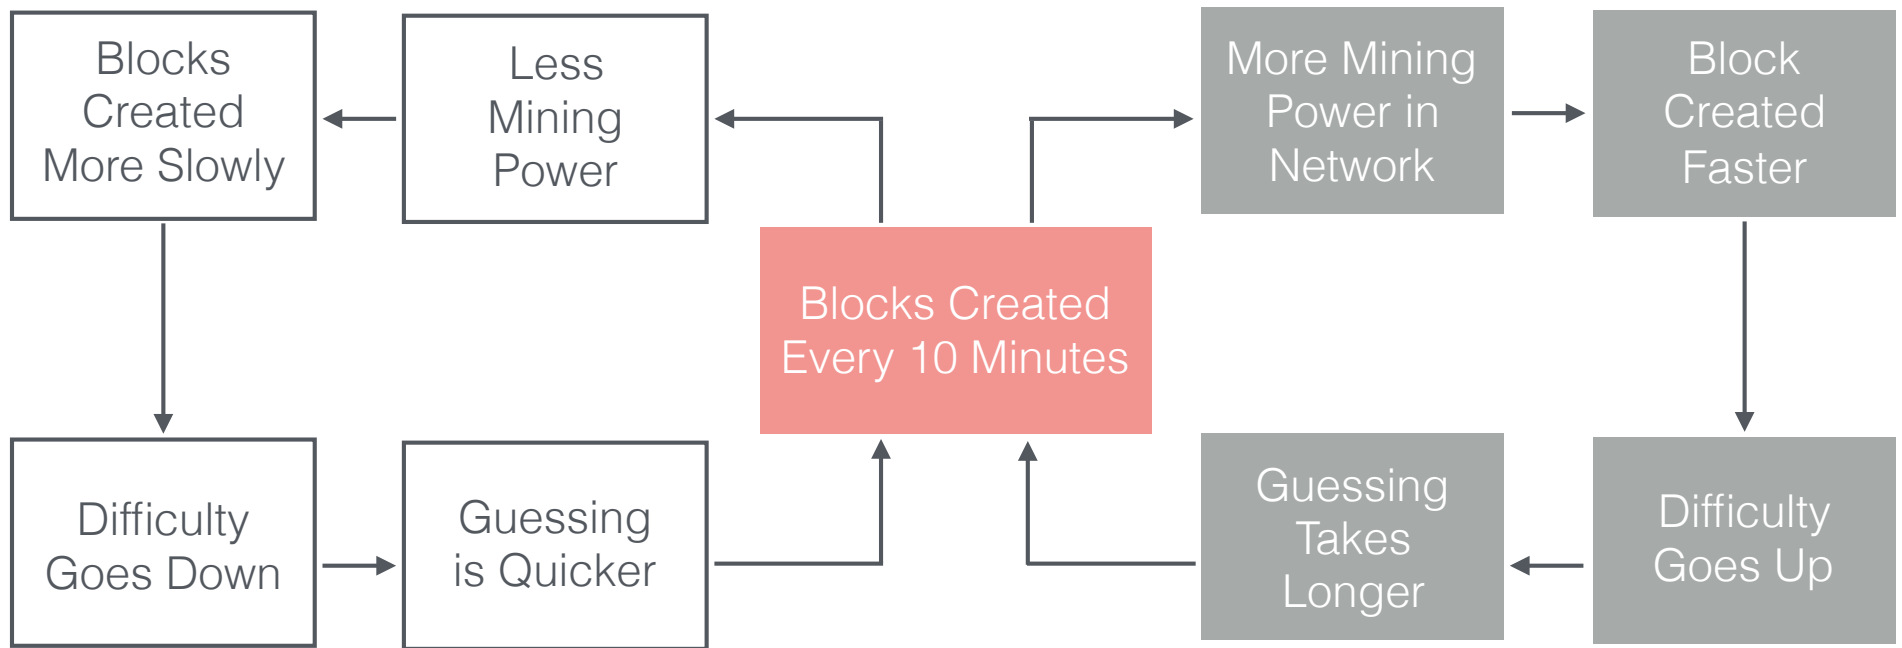 Blocks
Created
More Slowly
Less
Mining
Power
More Mining
Power in
Network
Block
Created
Faster
Blocks Created
Every 10 Minutes
Difficulty
Goes Down
Guessing
is Quicker
Guessing
Takes
Longer
Difficulty
Goes Up